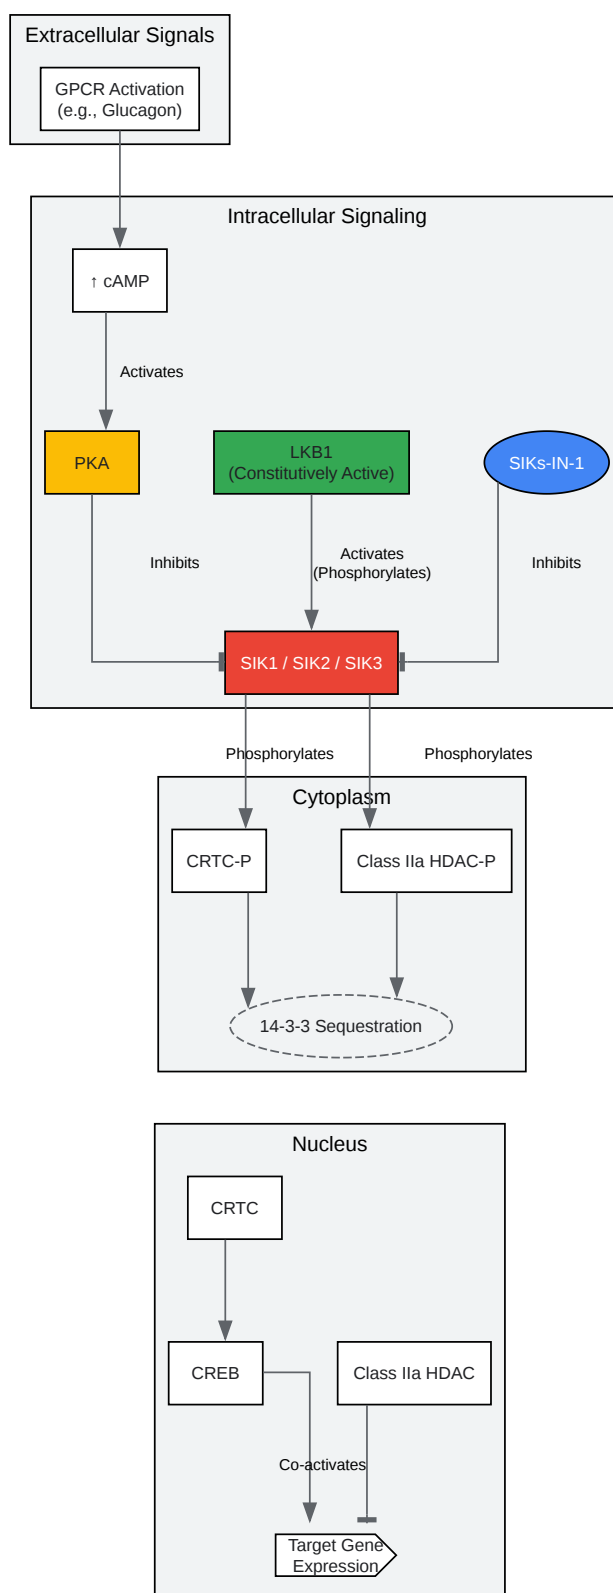 Extracellular Signals
GPCR Activation
(e.g., Glucagon)
Intracellular Signaling
↑ cAMP
Activates
PKA
LKB1
(Constitutively Active)
SIKs-IN-1
Inhibits
Activates
(Phosphorylates)
Inhibits
SIK1 / SIK2 / SIK3
Phosphorylates
Phosphorylates
Cytoplasm
CRTC-P
Class IIa HDAC-P
14-3-3 Sequestration
Nucleus
CRTC
CREB
Class IIa HDAC
Co-activates
Target Gene
Expression